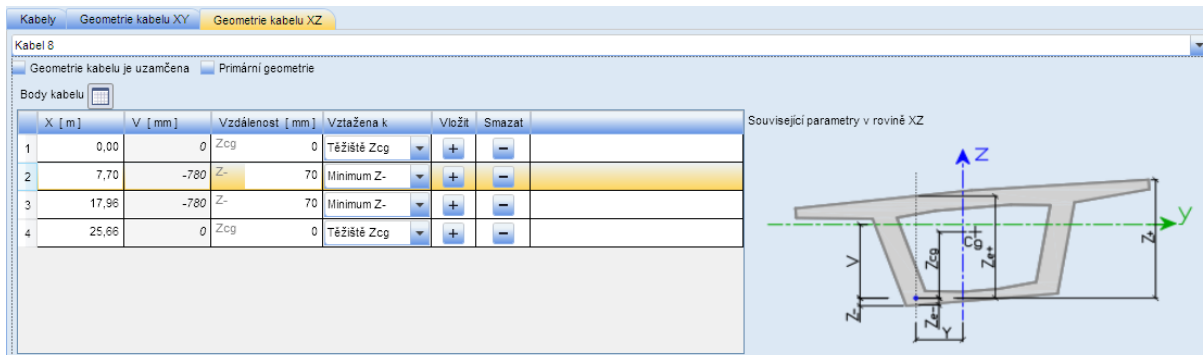 Kabely Geometrie kabelu XY Geometrie kabelu XZ
Kabel 8
Geometrie kabelu je uzamčena Primární geometrie
Body kabelu
X [m] V [mm] Vzdálenost [mm] Vztažena k Vložit Smazat
1 0,00 0 Zcg 0 Těžiště Zcg + −
2 7,70 -780 Z- 70 Minimum Z- + −
3 17,96 -780 Z- 70 Minimum Z- + −
4 25,66 0 Zcg 0 Těžiště Zcg + −
Související parametry v rovině XZ
Z
y
Cg
V
Zcg
Ze+
Z+
Z-
Ze-
Y